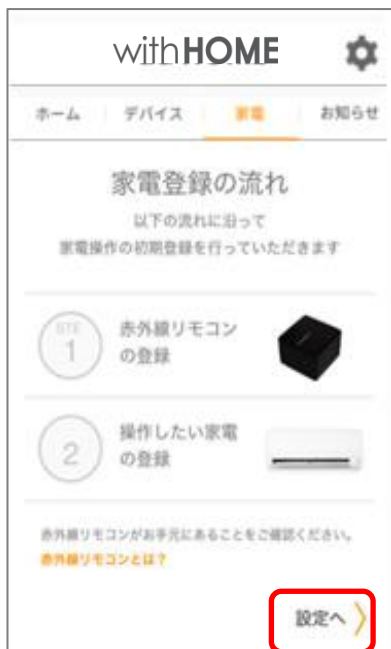 withHOME
ホーム デバイス 家電 お知らせ
家電登録の流れ
以下の流れに沿って
家電操作の初期登録を行っていただきます
STE
1
赤外線リモコン
の登録
2
操作したい家電
の登録
赤外線リモコンがお手元にあることをご確認ください。
赤外線リモコンとは？
設定へ